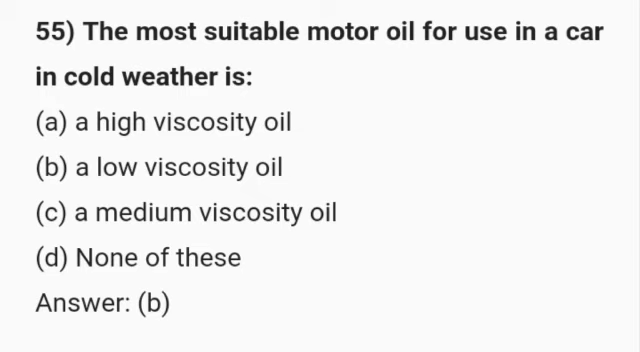 55) The most suitable motor oil for use in a car
in cold weather is:
(a) a high viscosity oil
(b) a low viscosity oil
(c) a medium viscosity oil
(d) None of these
Answer: (b)